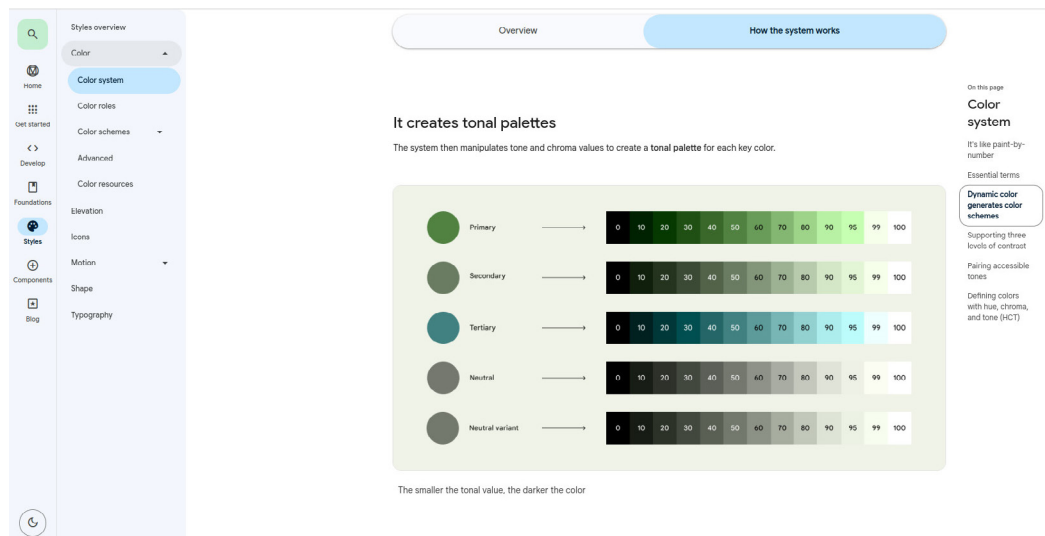 Home
Get started
Develop
Foundations
Styles
Components
Blog
Styles overview
Color
Color system
Color roles
Color schemes
Advanced
Color resources
Elevation
Icons
Motion
Shape
Typography
Overview
How the system works
It creates tonal palettes
The system then manipulates tone and chroma values to create a tonal palette for each key color.
Primary 0 10 20 30 40 50 60 70 80 90 95 99 100
Secondary 0 10 20 30 40 50 60 70 80 90 95 99 100
Tertiary 0 10 20 30 40 50 60 70 80 90 95 99 100
Neutral 0 10 20 30 40 50 60 70 80 90 95 99 100
Neutral variant 0 10 20 30 40 50 60 70 80 90 95 99 100
The smaller the tonal value, the darker the color
On this page
Color
system
It's like paint-by-
number
Essential terms
Dynamic color
generates color
schemes
Supporting three
levels of contrast
Pairing accessible
tones
Defining colors
with hue, chroma,
and tone (HCT)